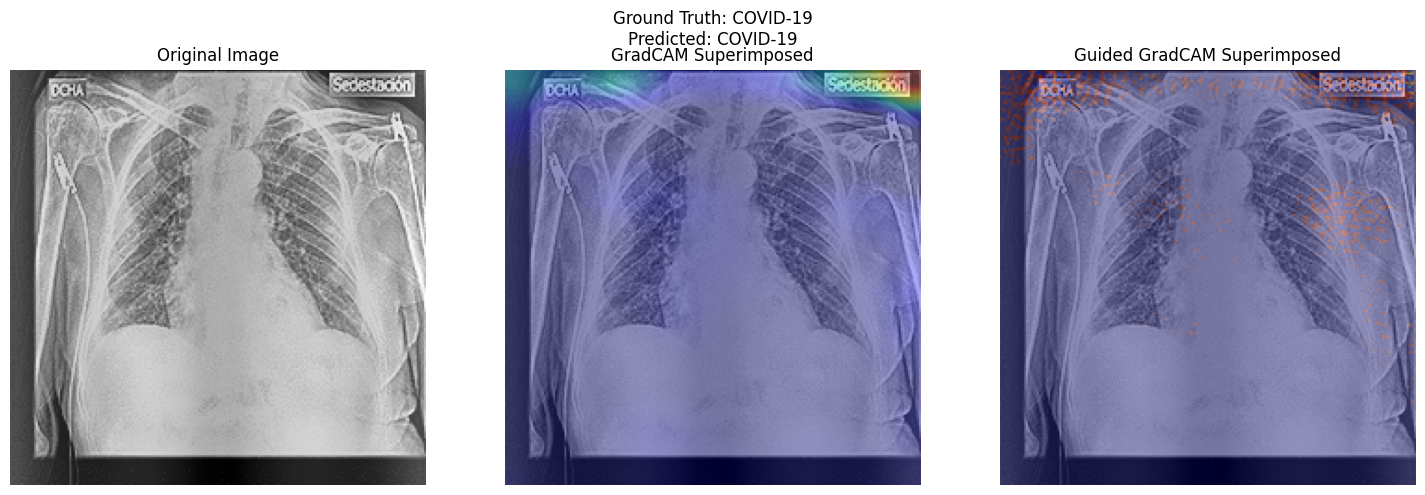 Ground Truth: COVID-19
Predicted: COVID-19
Original Image
GradCAM Superimposed
Guided GradCAM Superimposed
DCHA
Sedestación
DCHA
Sedestación
DCHA
Sedestación